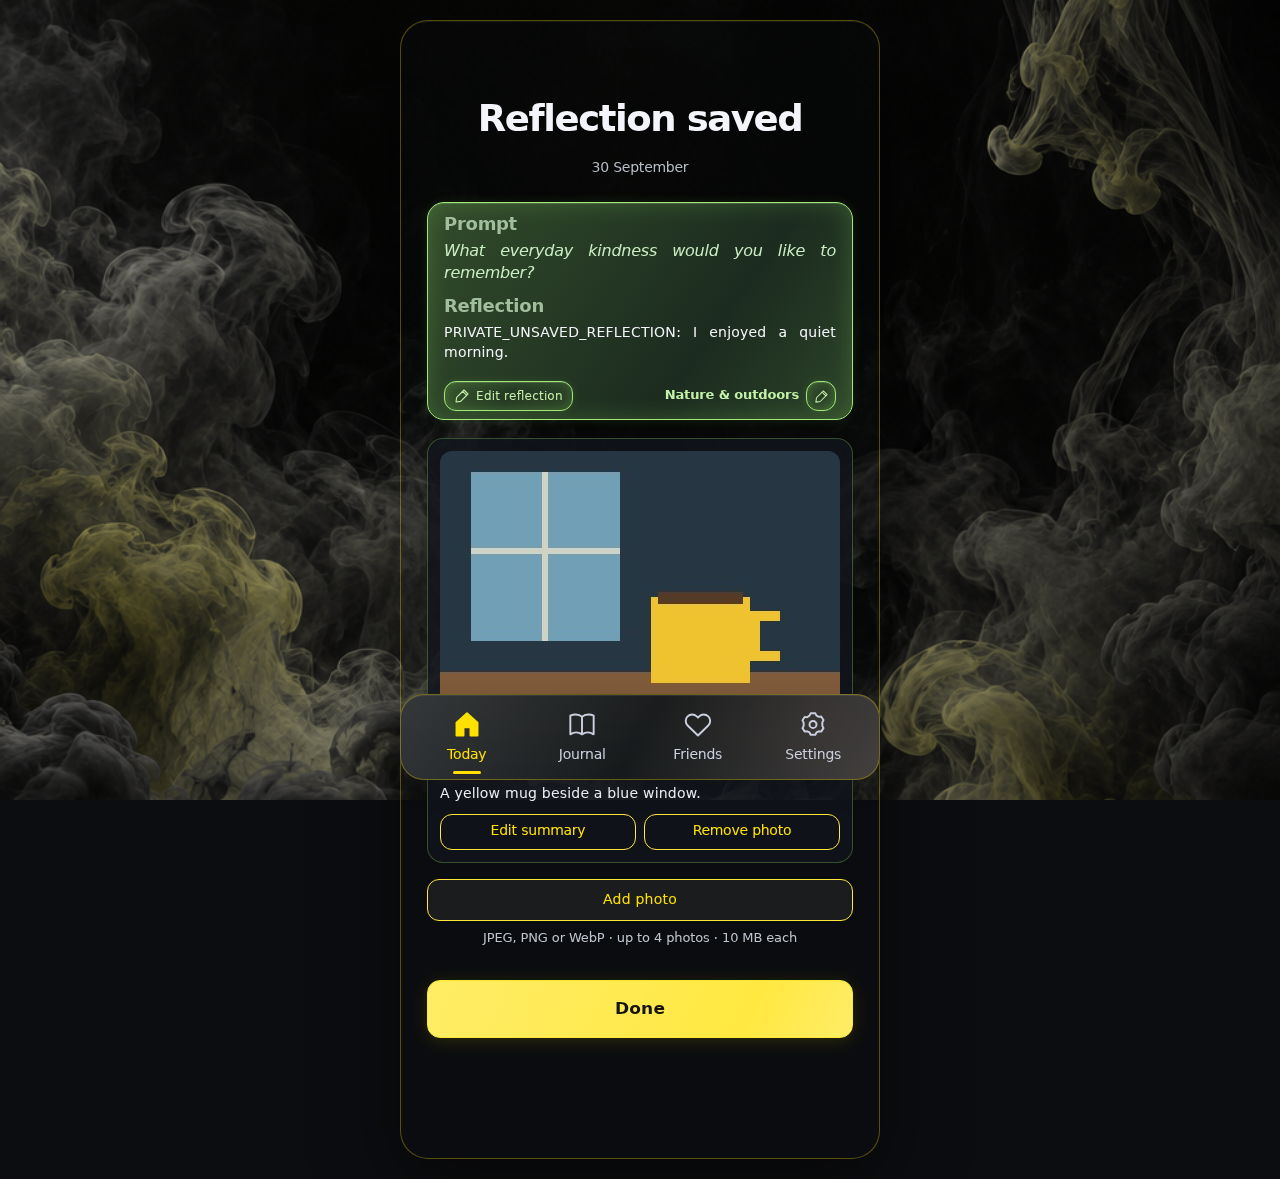 Reflection saved
30 September
Prompt
What everyday kindness would you like to
remember?
Reflection
PRIVATE_UNSAVED_REFLECTION: I enjoyed a quiet
morning.
Edit reflection
Nature & outdoors
Today
Journal
Friends
Settings
A yellow mug beside a blue window.
Edit summary
Remove photo
Add photo
JPEG, PNG or WebP · up to 4 photos · 10 MB each
Done